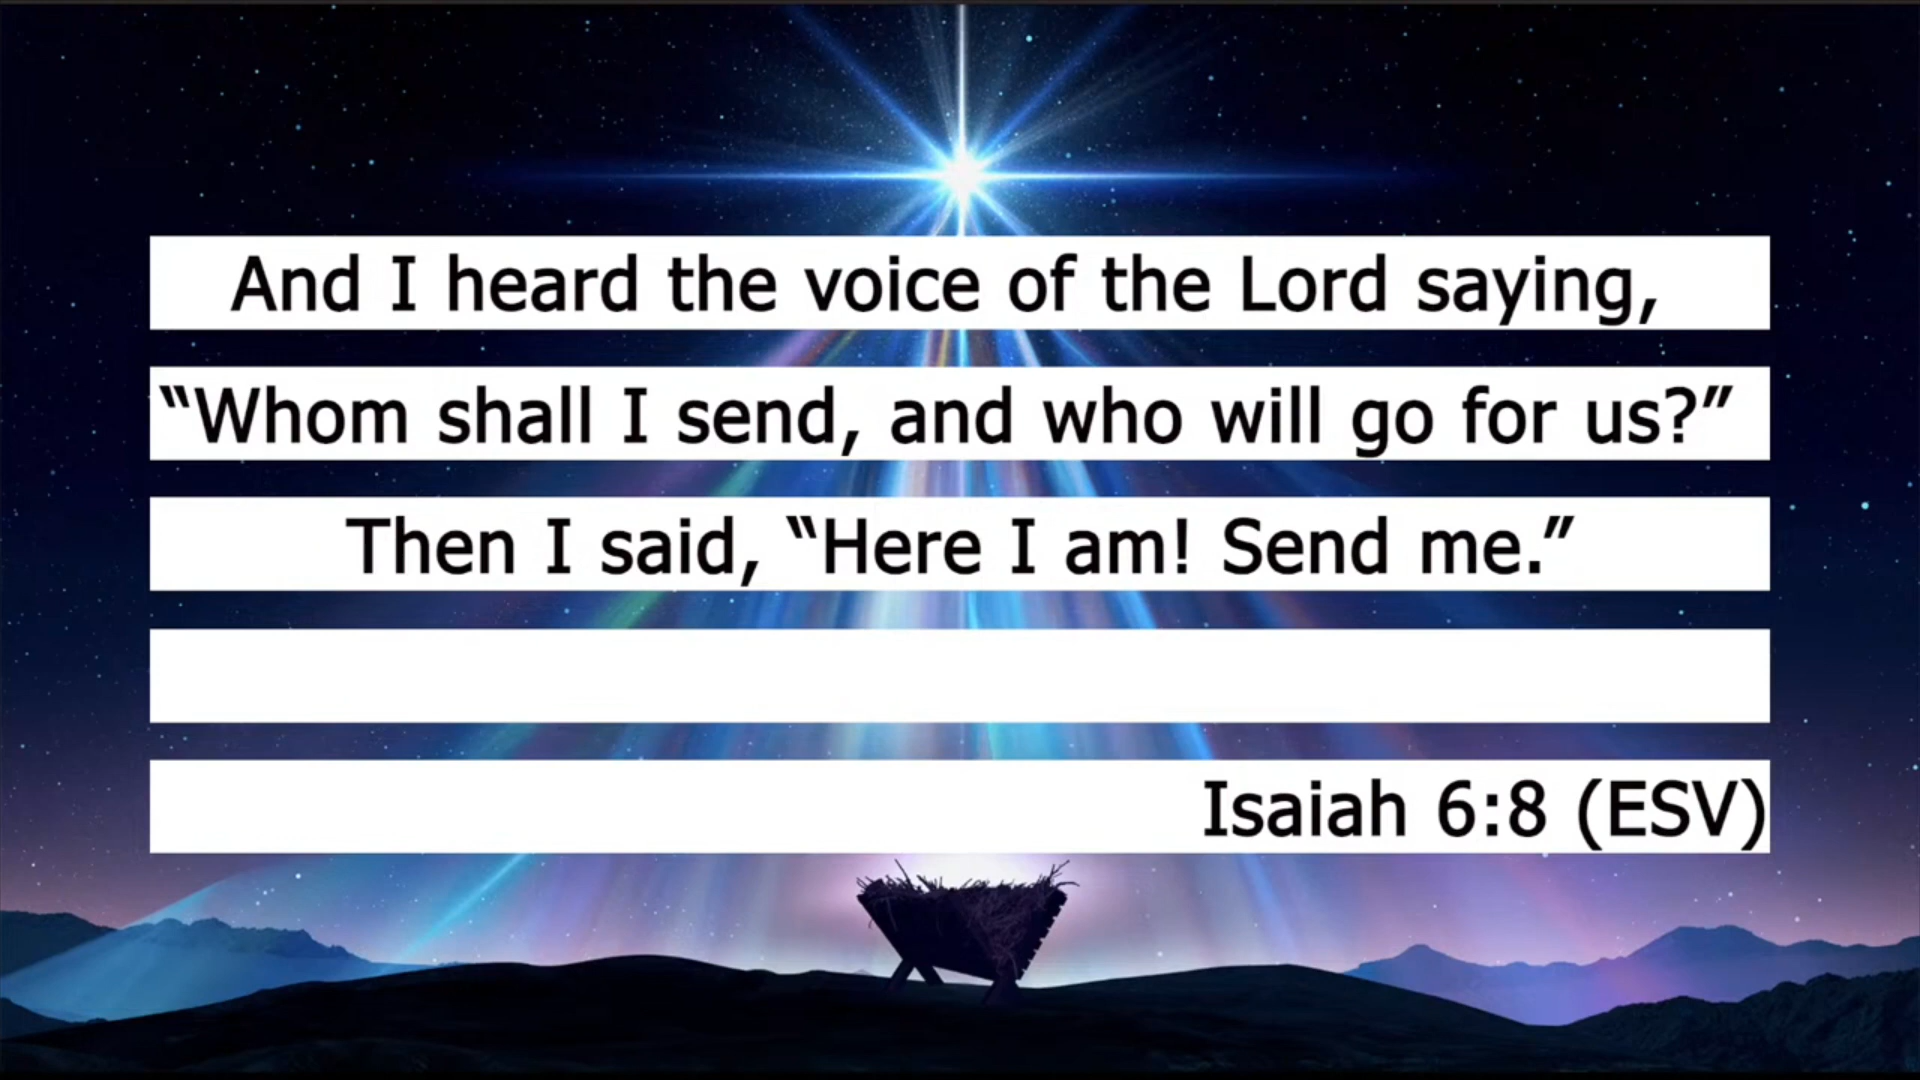 And I heard the voice of the Lord saying,
“Whom shall I send, and who will go for us?”
Then I said, “Here I am! Send me.”
Isaiah 6:8 (ESV)